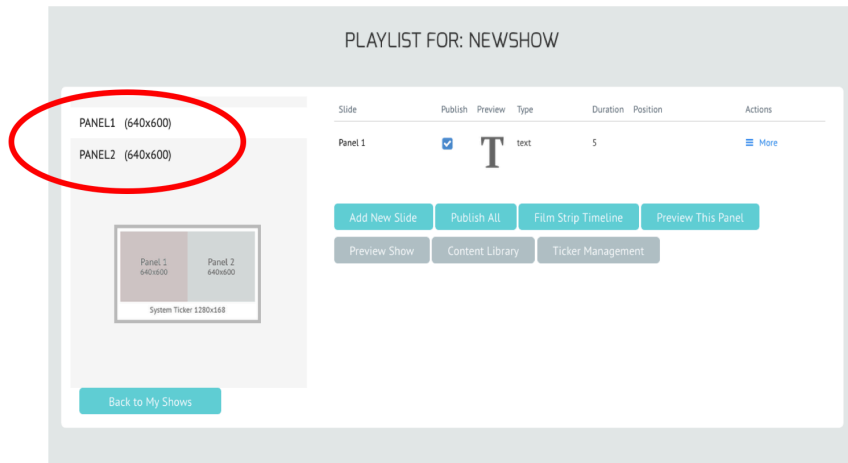 PLAYLIST FOR: NEWSHOW
PANEL1 (640x600)
PANEL2 (640x600)
Panel 1 Panel 2
640x600 640x600
System Ticker 1280x168
Back to My Shows
Slide Publish Preview Type Duration Position Actions
Panel 1 T text 5 More
Add New Slide Publish All Film Strip Timeline Preview This Panel
Preview Show Content Library Ticker Management